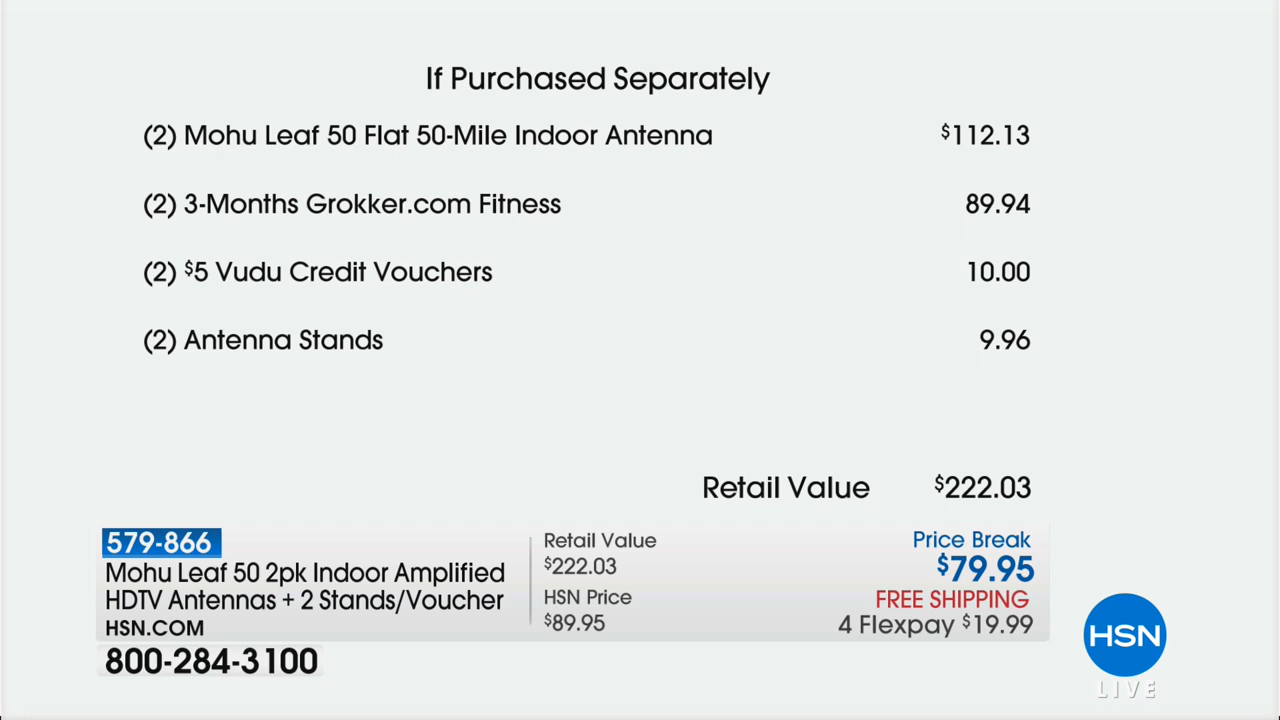 If Purchased Separately
(2) Mohu Leaf 50 Flat 50-Mile Indoor Antenna $112.13
(2) 3-Months Grokker.com Fitness 89.94
(2) $5 Vudu Credit Vouchers 10.00
(2) Antenna Stands 9.96
Retail Value $222.03
579-866
Mohu Leaf 50 2pk Indoor Amplified
HDTV Antennas + 2 Stands/Voucher
HSN.COM
800-284-3100
Retail Value
$222.03
HSN Price
$89.95
Price Break
$79.95
FREE SHIPPING
4 Flexpay $19.99
HSN
LIVE